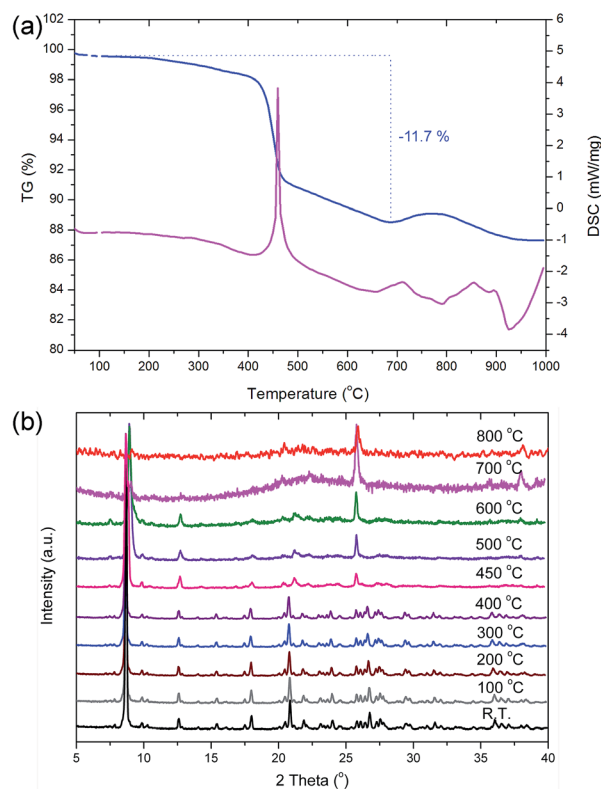 (a)
102
100
98
96
94
92
90
88
86
84
82
80
TG (%)
-11.7 %
6
5
4
3
2
1
0
-1
-2
-3
-4
DSC (mW/mg)
100 200 300 400 500 600 700 800 900 1000
Temperature (°C)
(b)
800 °C
700 °C
600 °C
500 °C
450 °C
400 °C
300 °C
200 °C
100 °C
R.T.
Intensity (a.u.)
5 10 15 20 25 30 35 40
2 Theta (°)